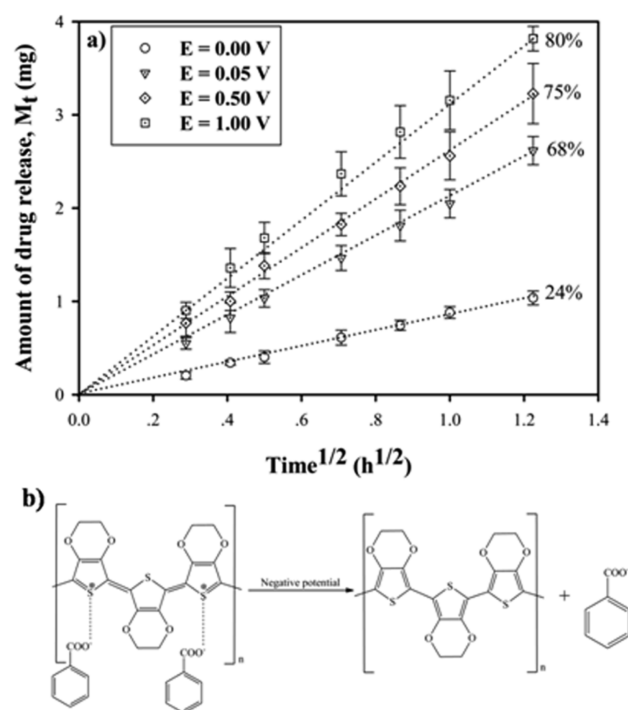 a)
E = 0.00 V
E = 0.05 V
E = 0.50 V
E = 1.00 V
80%
75%
68%
24%
Amount of drug release, Mt (mg)
4
3
2
1
0
0.0 .2 .4 .6 .8 1.0 1.2 1.4
Time1/2 (h1/2)
b)
O O O O
S S S
O O
COO- COO-
n
Negative potential
O O O O
S S S
O O
n
+
COO-